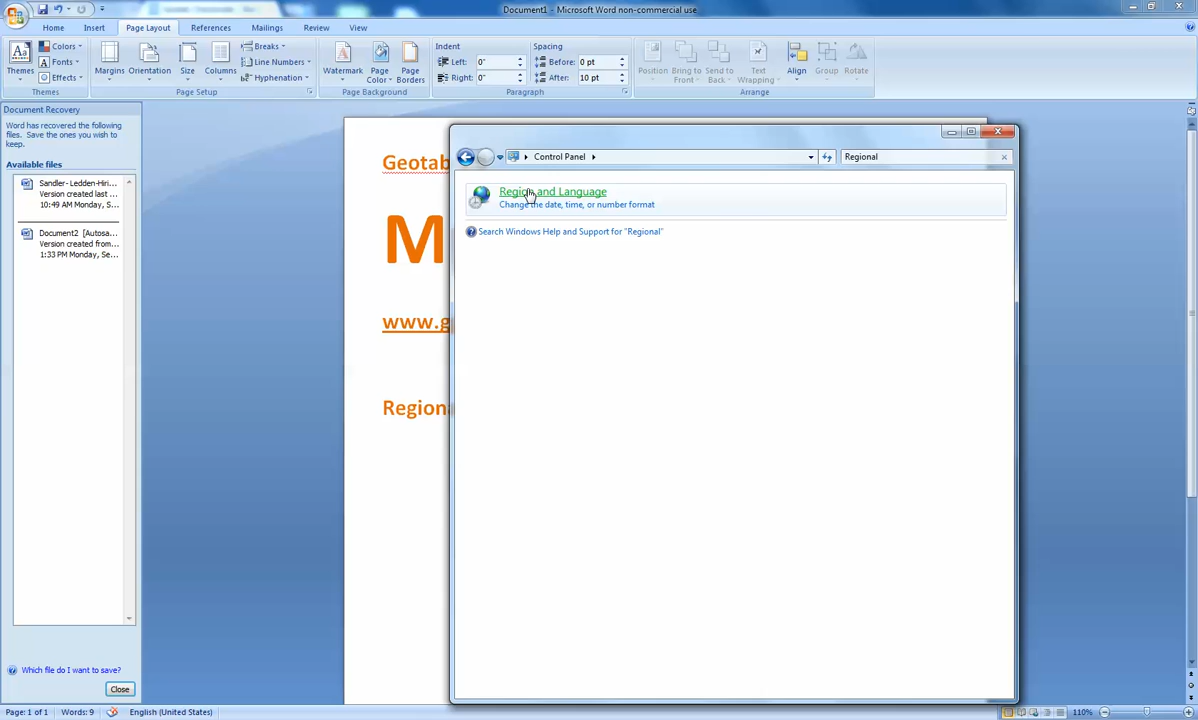 Document1 - Microsoft Word non-commercial use
Home Insert Page Layout References Mailings Review View
Themes
Colors
Fonts
Effects
Themes
Margins Orientation Size Columns
Breaks
Line Numbers
Hyphenation
Page Setup
Watermark Page Color Page Borders
Page Background
Indent
Left: 0"
Right: 0"
Spacing
Before: 0 pt
After: 10 pt
Paragraph
Position Bring to Front Send to Back Text Wrapping Align Group Rotate
Arrange
Document Recovery
Word has recovered the following
files. Save the ones you wish to
keep.
Available files
Sandler- Ledden-Hiri...
Version created last ...
10:49 AM Monday, S...
Document2 [Autosa...
Version created from...
1:33 PM Monday, Se...
Which file do I want to save?
Close
Geotab
M
www.g
Regiona
Control Panel
Regional
Region and Language
Change the date, time, or number format
Search Windows Help and Support for "Regional"
Page: 1 of 1 Words: 9 English (United States) 110%